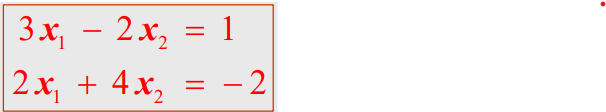 3x₁ − 2x₂ = 1
2x₁ + 4x₂ = −2